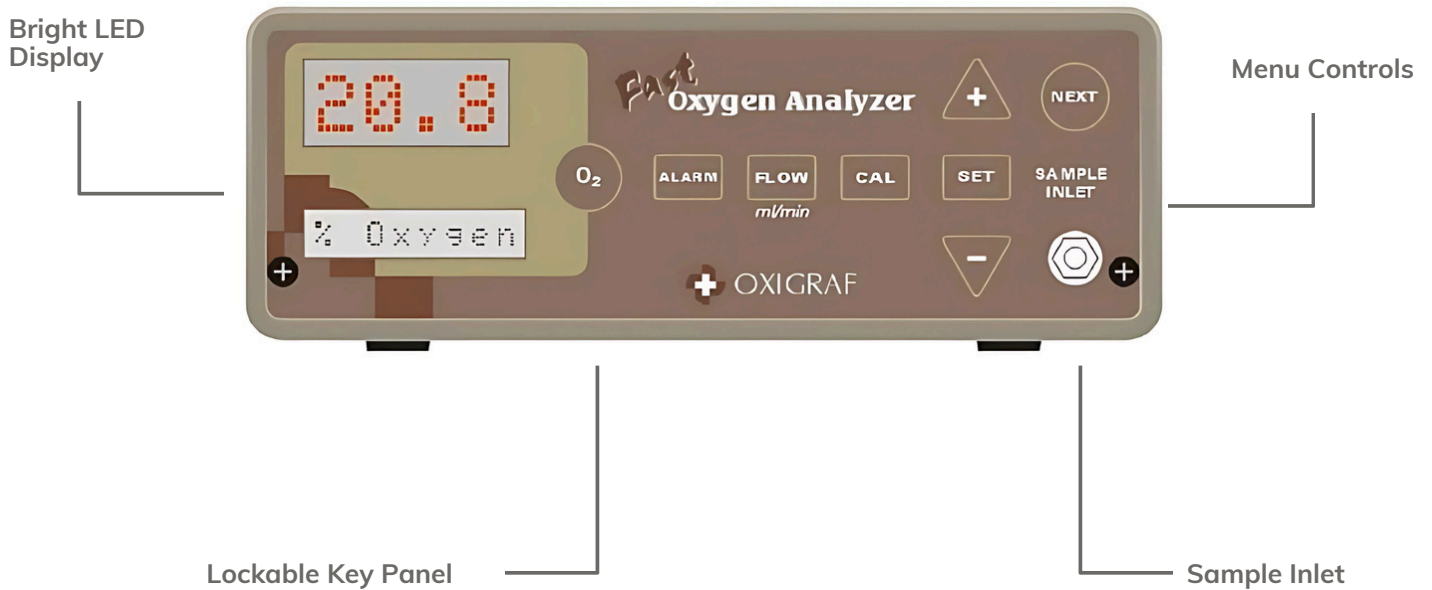 Bright LED
Display
Menu Controls
20.8
Fast
Oxygen Analyzer
+
NEXT
O₂
ALARM
FLOW
CAL
SET
SAMPLE
INLET
ml/min
% Oxygen
-
OXIGRAF
Lockable Key Panel
Sample Inlet